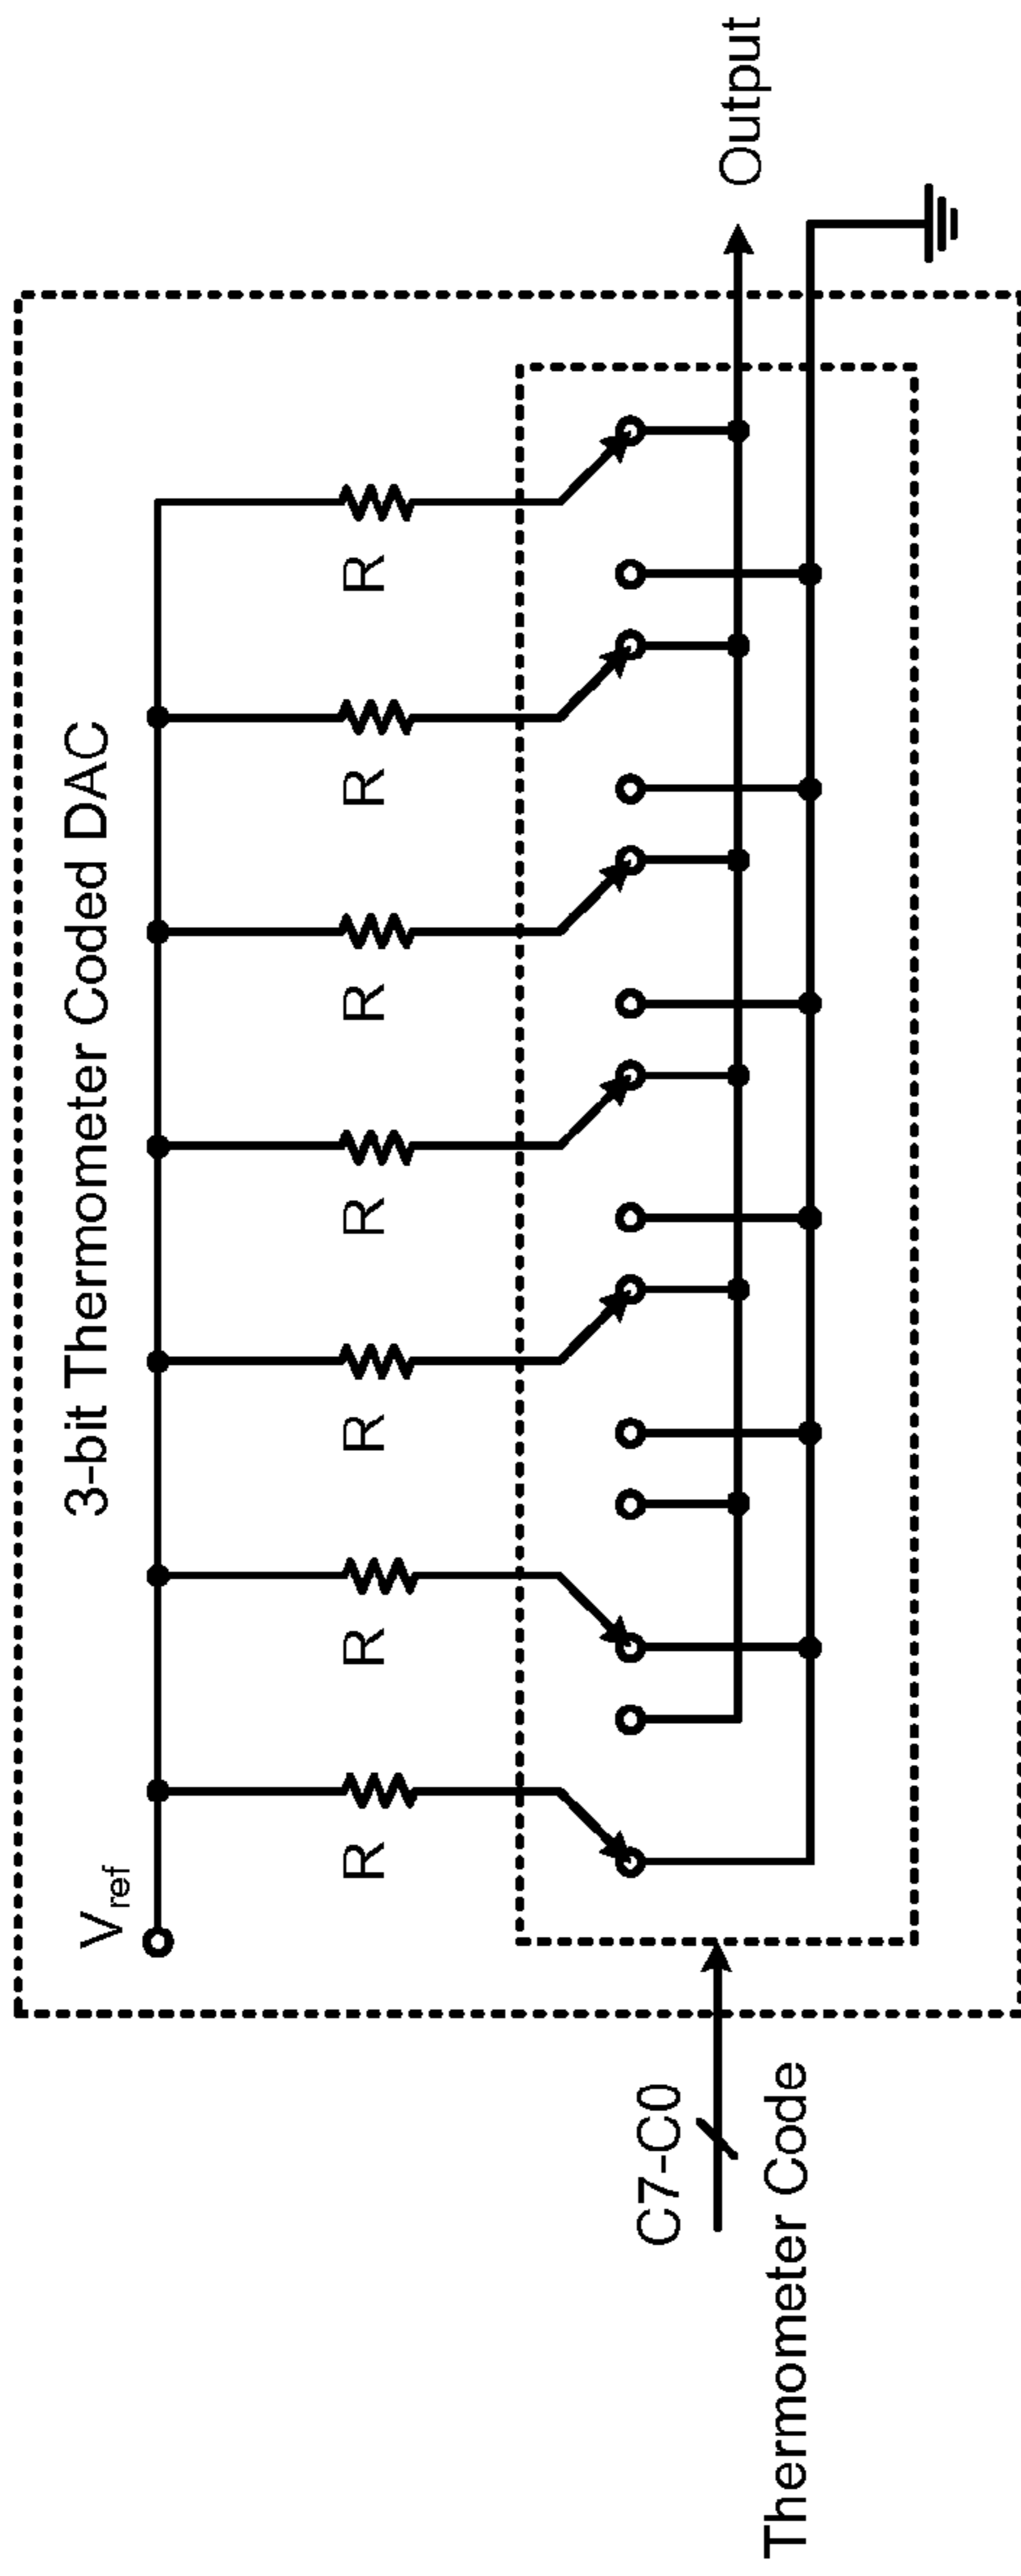 3-bit Thermometer Coded DAC
Vref
R
R
R
R
R
R
R
C7-C0
Thermometer Code
Output